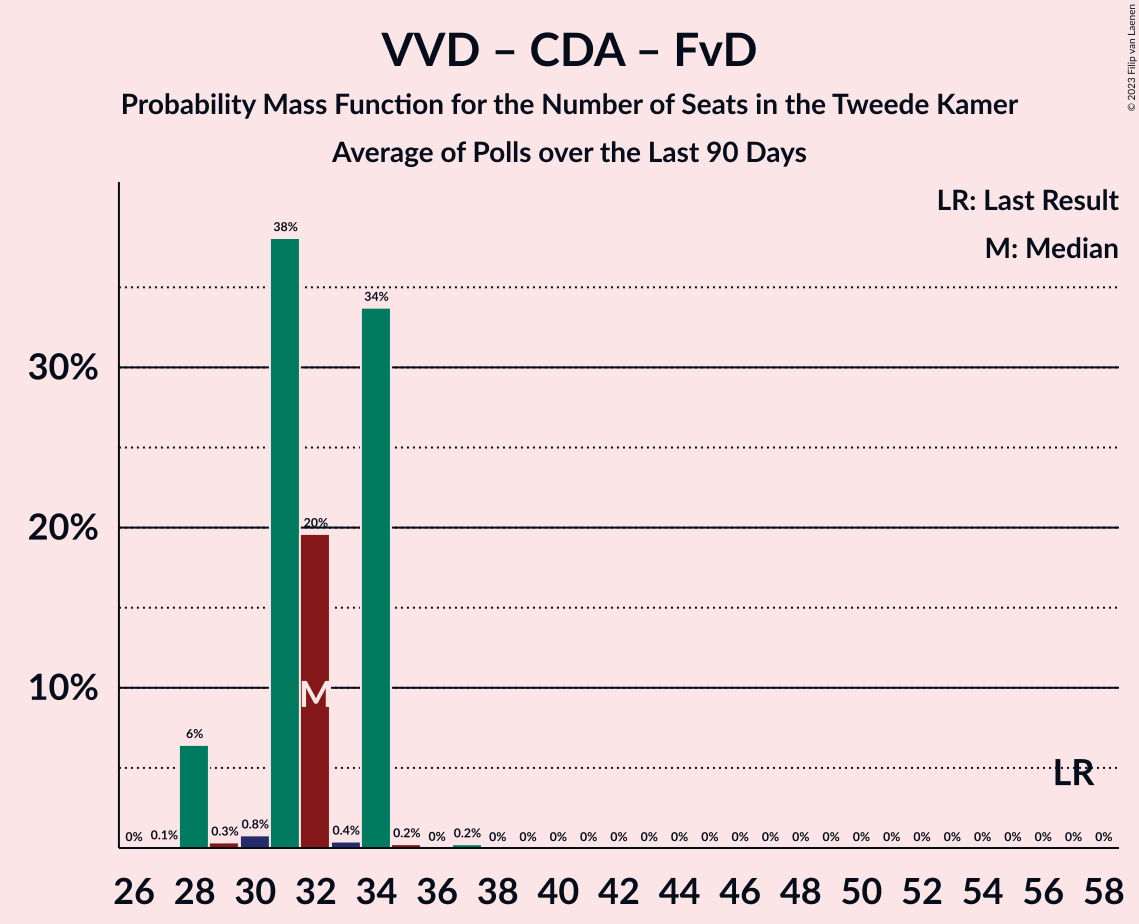 VVD – CDA – FvD
Probability Mass Function for the Number of Seats in the Tweede Kamer
Average of Polls over the Last 90 Days
© 2023 Filip van Laenen
LR: Last Result
M: Median
38%
34%
30%
20%
20%
10%
M
6%
LR
0% 0.1% 0.3% 0.8% 0.4% 0.2% 0% 0.2% 0% 0% 0% 0% 0% 0% 0% 0% 0% 0% 0% 0% 0% 0% 0% 0% 0% 0% 0% 0% 0%
26 28 30 32 34 36 38 40 42 44 46 48 50 52 54 56 58